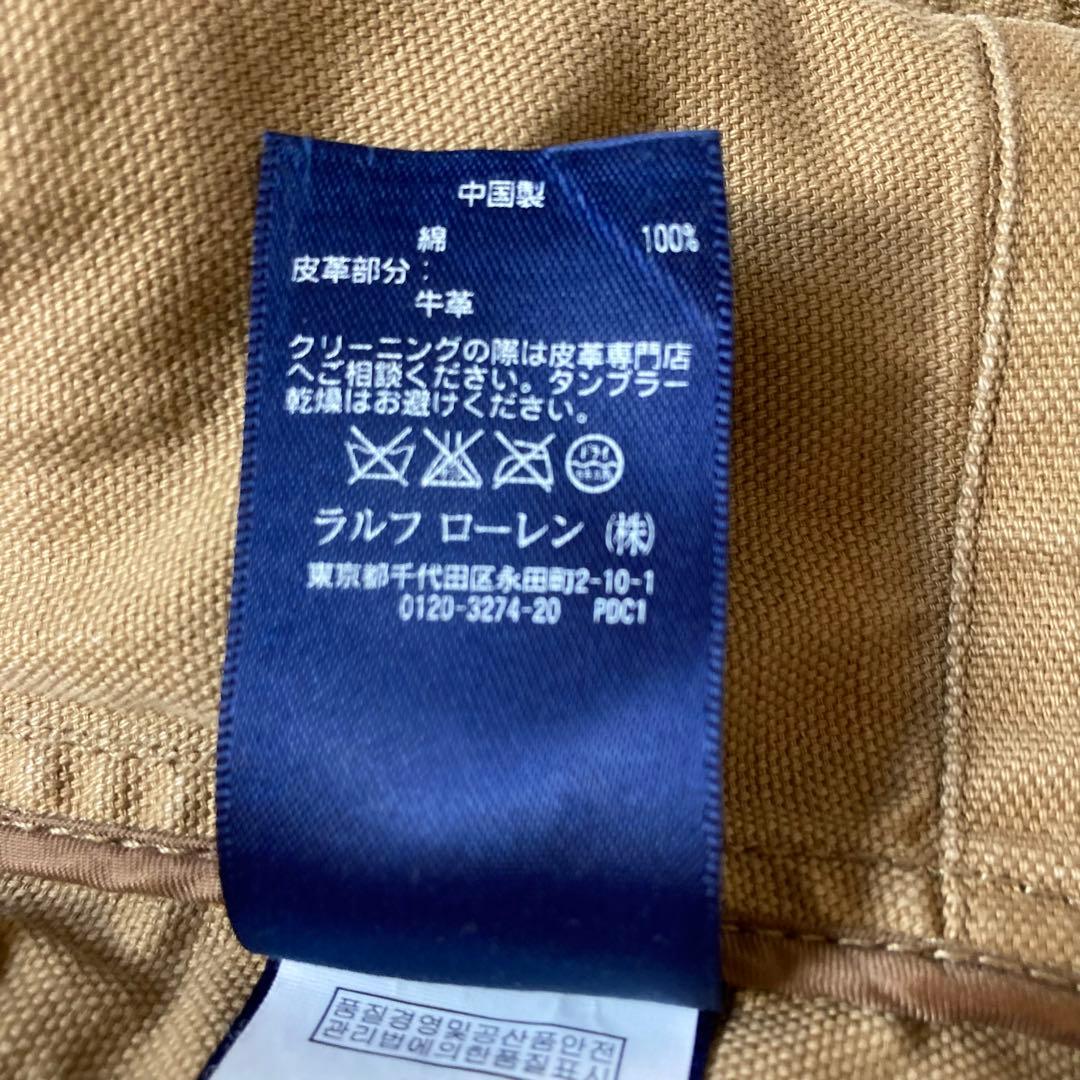 中国製
綿 100%
皮革部分:
牛革
クリーニングの際は皮革専門店
へご相談ください。タンブラー
乾燥はお避けください。
ラルフ ローレン (株)
東京都千代田区永田町2-10-1
0120-3274-20 PDC1
품질경영및공산품안전
관리법에의한품질표시